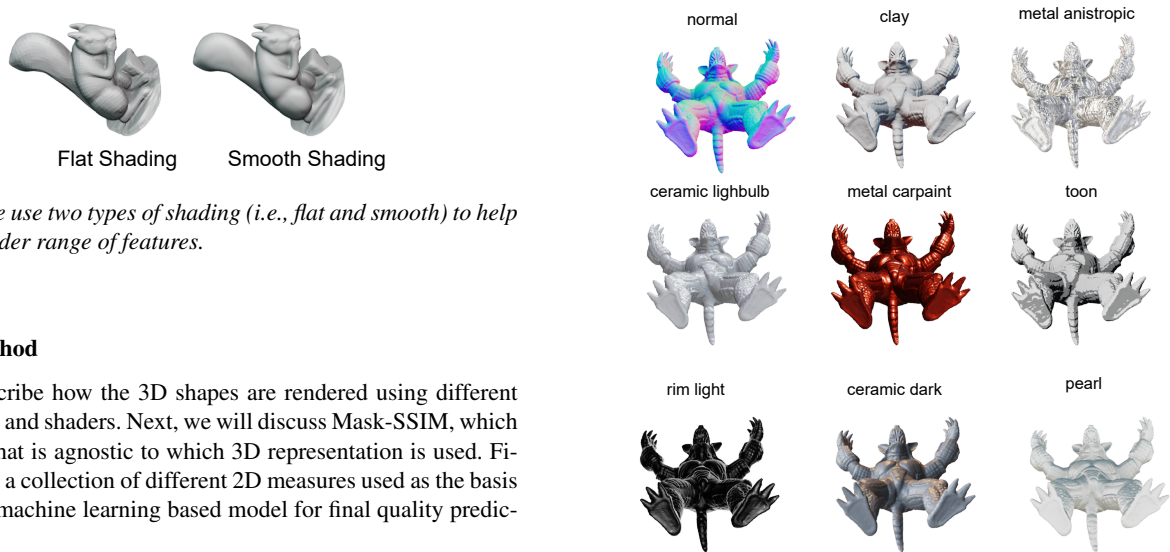 Flat Shading Smooth Shading
e use two types of shading (i.e., flat and smooth) to help
der range of features.
hod
cribe how the 3D shapes are rendered using different
and shaders. Next, we will discuss Mask-SSIM, which
hat is agnostic to which 3D representation is used. Fi-
a collection of different 2D measures used as the basis
machine learning based model for final quality predic-
normal clay metal anistropic
ceramic lighbulb metal carpaint toon
rim light ceramic dark pearl